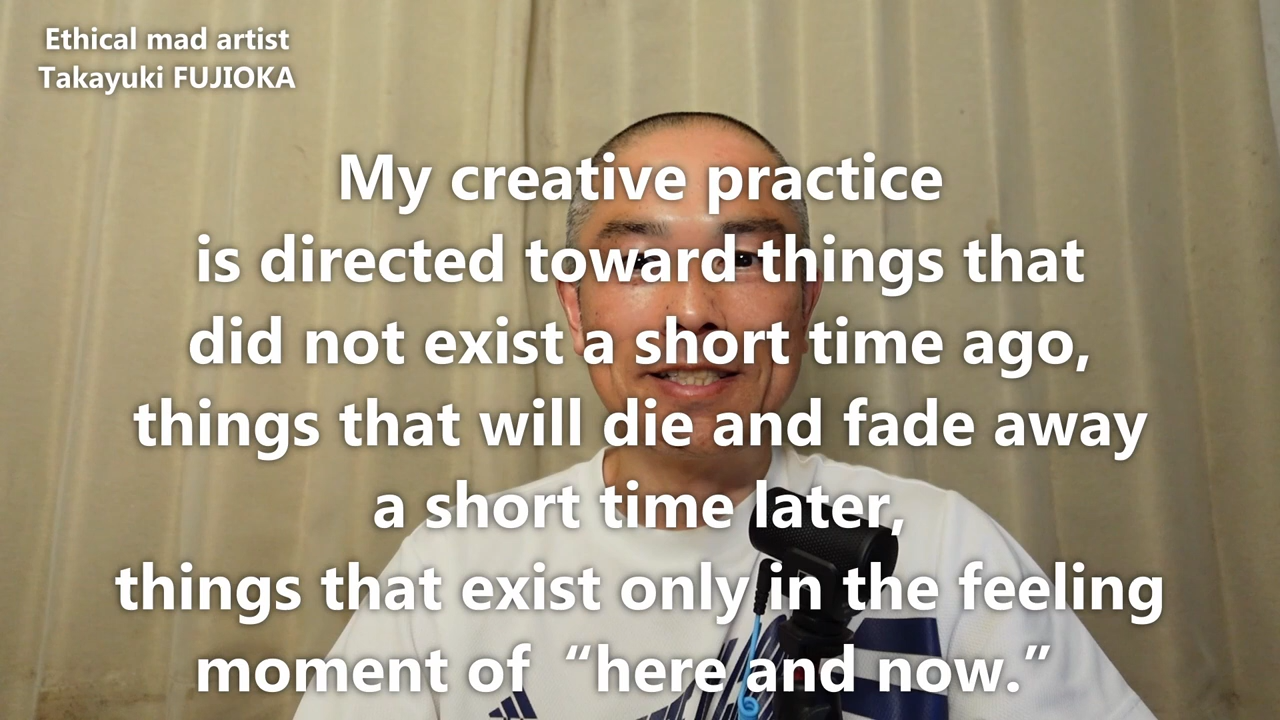 Ethical mad artist
Takayuki FUJIOKA
My creative practice
is directed toward things that
did not exist a short time ago,
things that will die and fade away
a short time later,
things that exist only in the feeling
moment of “here and now.”